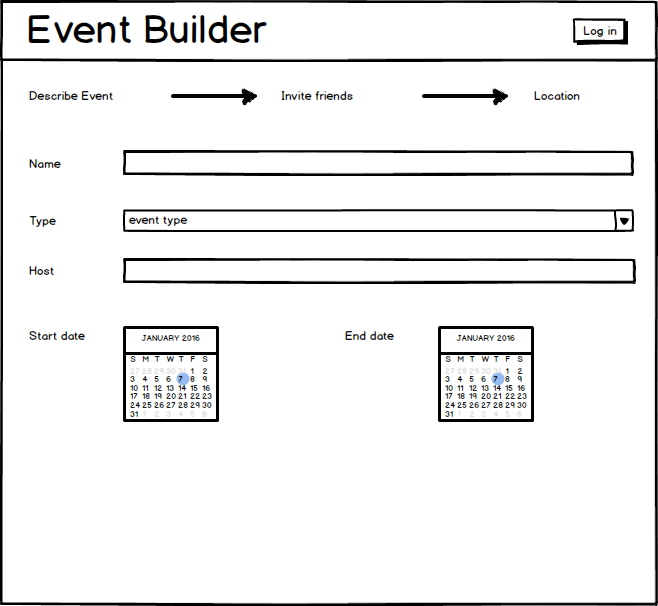 Event Builder
Log in
Describe Event
Invite friends
Location
Name
Type
event type
Host
Start date
JANUARY 2016
S M T W T F S
27 28 29 30 31 1 2
3 4 5 6 7 8 9
10 11 12 13 14 15 16
17 18 19 20 21 22 23
24 25 26 27 28 29 30
31 1 2 3 4 5 6
End date
JANUARY 2016
S M T W T F S
27 28 29 30 31 1 2
3 4 5 6 7 8 9
10 11 12 13 14 15 16
17 18 19 20 21 22 23
24 25 26 27 28 29 30
31 1 2 3 4 5 6